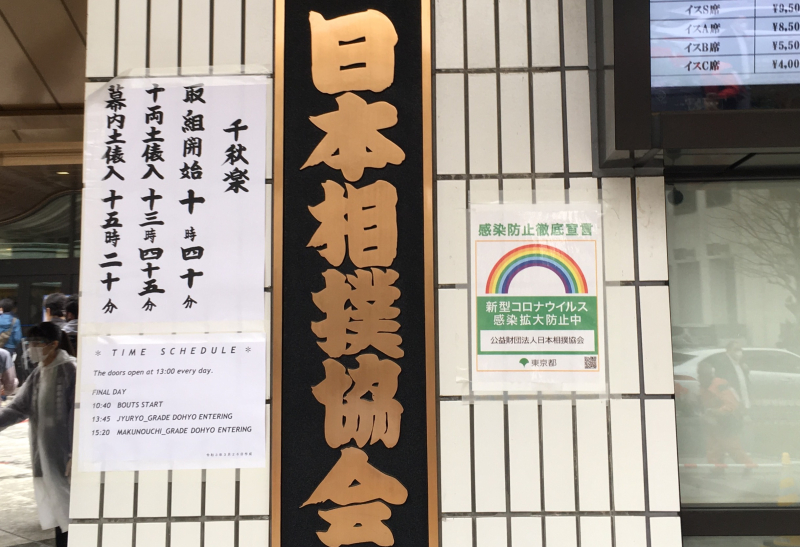 千秋楽
取組開始 十時四十分
十両土俵入 十三時四十五分
幕内土俵入 十五時二十分
* TIME SCHEDULE *
The doors open at 13:00 every day.
FINAL DAY
10:40 BOUTS START
13:45 JYURYO_GRADE DOHYO ENTERING
15:20 MAKUNOUCHI_GRADE DOHYO ENTERING
日本相撲協会
感染防止徹底宣言
新型コロナウイルス
感染拡大防止中
公益財団法人日本相撲協会
東京都
イスS席
イスA席 ¥8,50
イスB席 ¥5,50
イスC席 ¥4,00